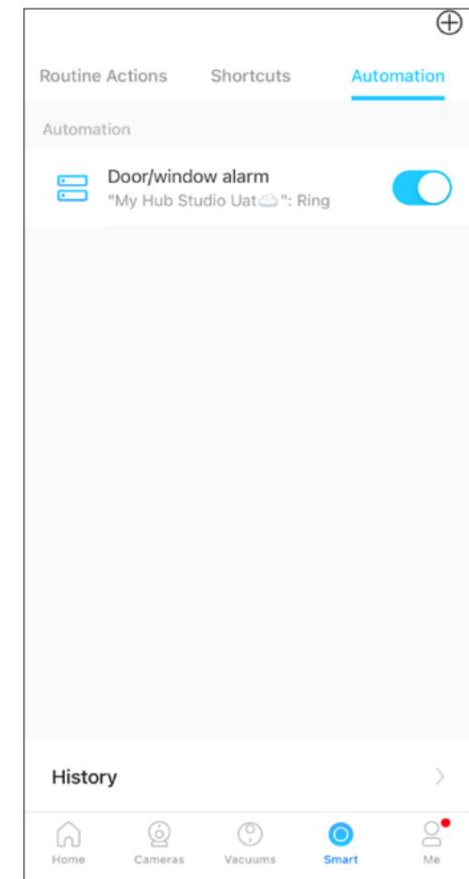 Routine Actions Shortcuts Automation
Automation
Door/window alarm
"My Hub Studio Uat☁️": Ring
History
Home Cameras Vacuums Smart Me